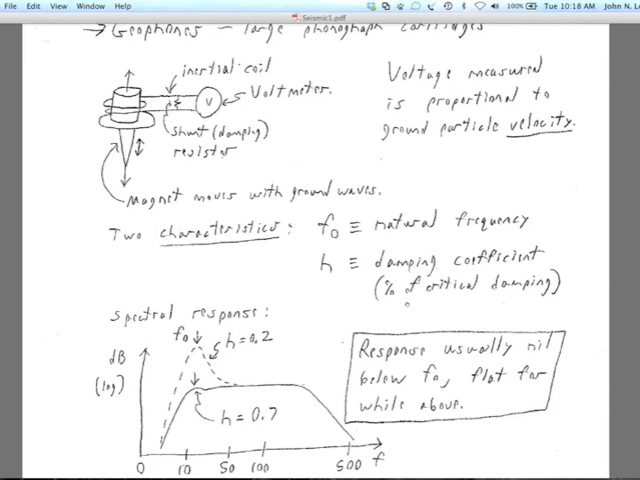 File Edit View Insert Format Help
100% Tue 10:18 AM John N. Lo
Seismic1.pdf
→ Geophones ~ large phonograph cartridges
inertial coil
Voltmeter.
V
shunt (damping)
resistor
Magnet moves with ground waves.
Voltage measured
is proportional to
ground particle velocity.
Two characteristics: f₀ ≡ natural frequency
h ≡ damping coefficient
(% of critical damping)
spectral response:
f₀
h=0.2
dB
(log)
h=0.7
0 10 50 100 500 f
Response usually nil
below f₀, flat for
while above.